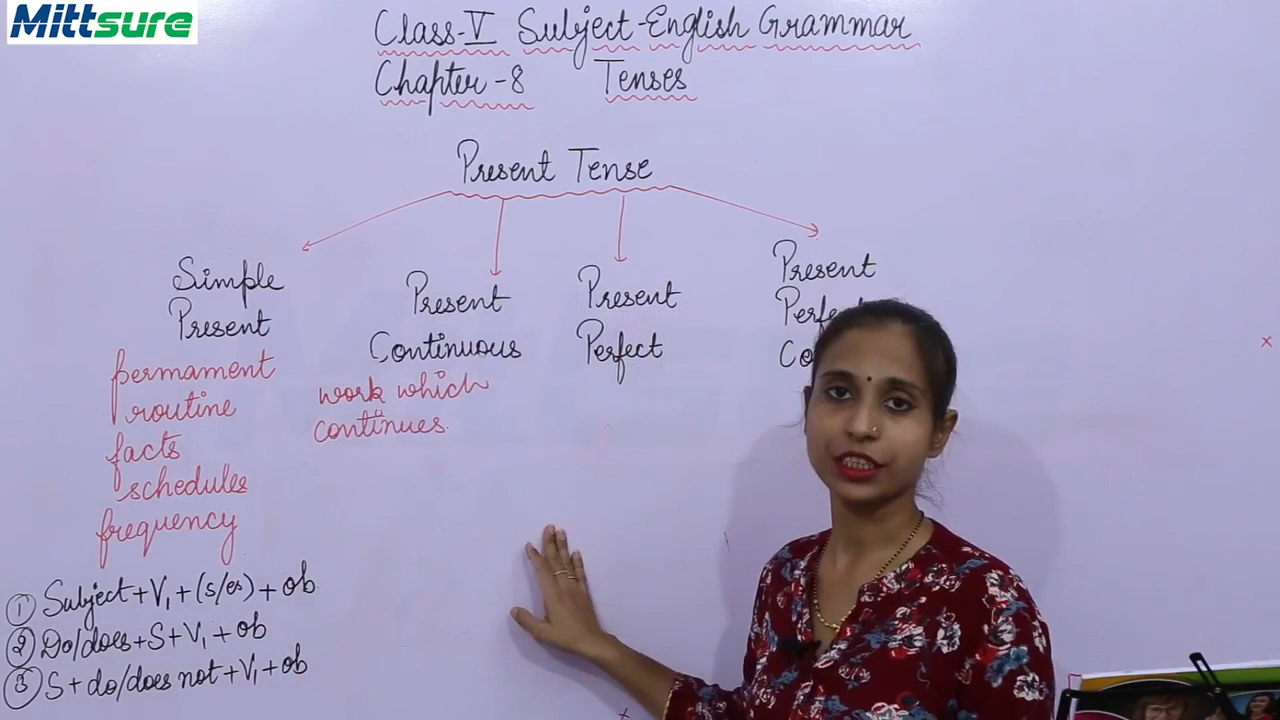 Mittsure
Class-V Subject-English Grammar
Chapter-8 Tenses
Present Tense
Simple
Present
permament
routine
facts
schedules
frequency
Present
Continuous
work which
continues.
Present
Perfect
Present
① Subject+V₁+(s/es)+ob.
② Do/does+S+V₁+ob
③ S+do/does not+V₁+ob